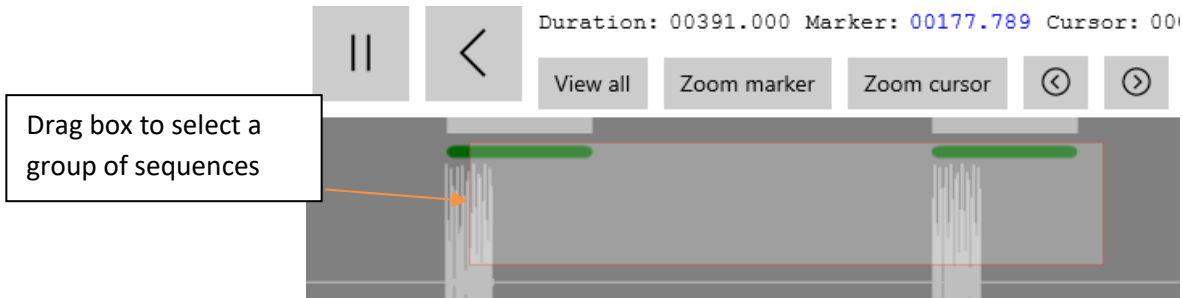 Duration: 00391.000 Marker: 00177.789 Cursor: 000
View all Zoom marker Zoom cursor
Drag box to select a
group of sequences